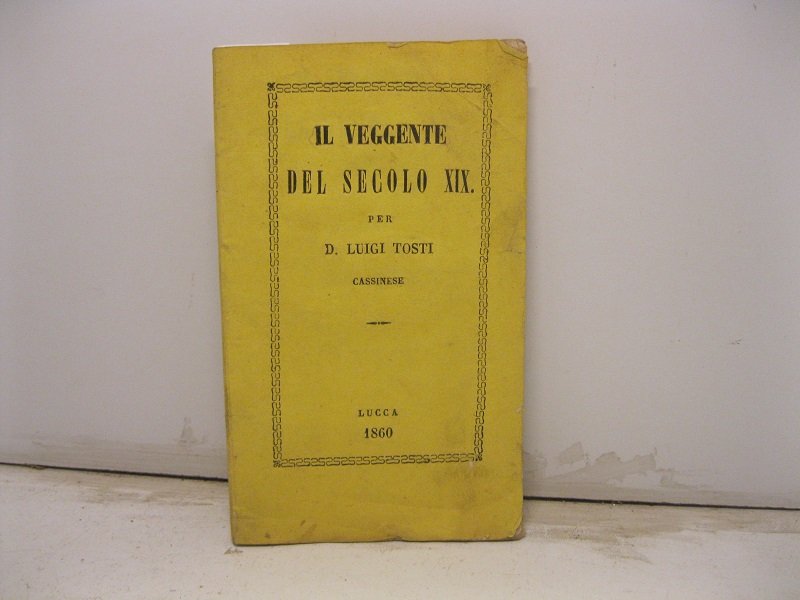 IL VEGGENTE
DEL SECOLO XIX.
PER
D. LUIGI TOSTI
CASSINESE
LUCCA
1860